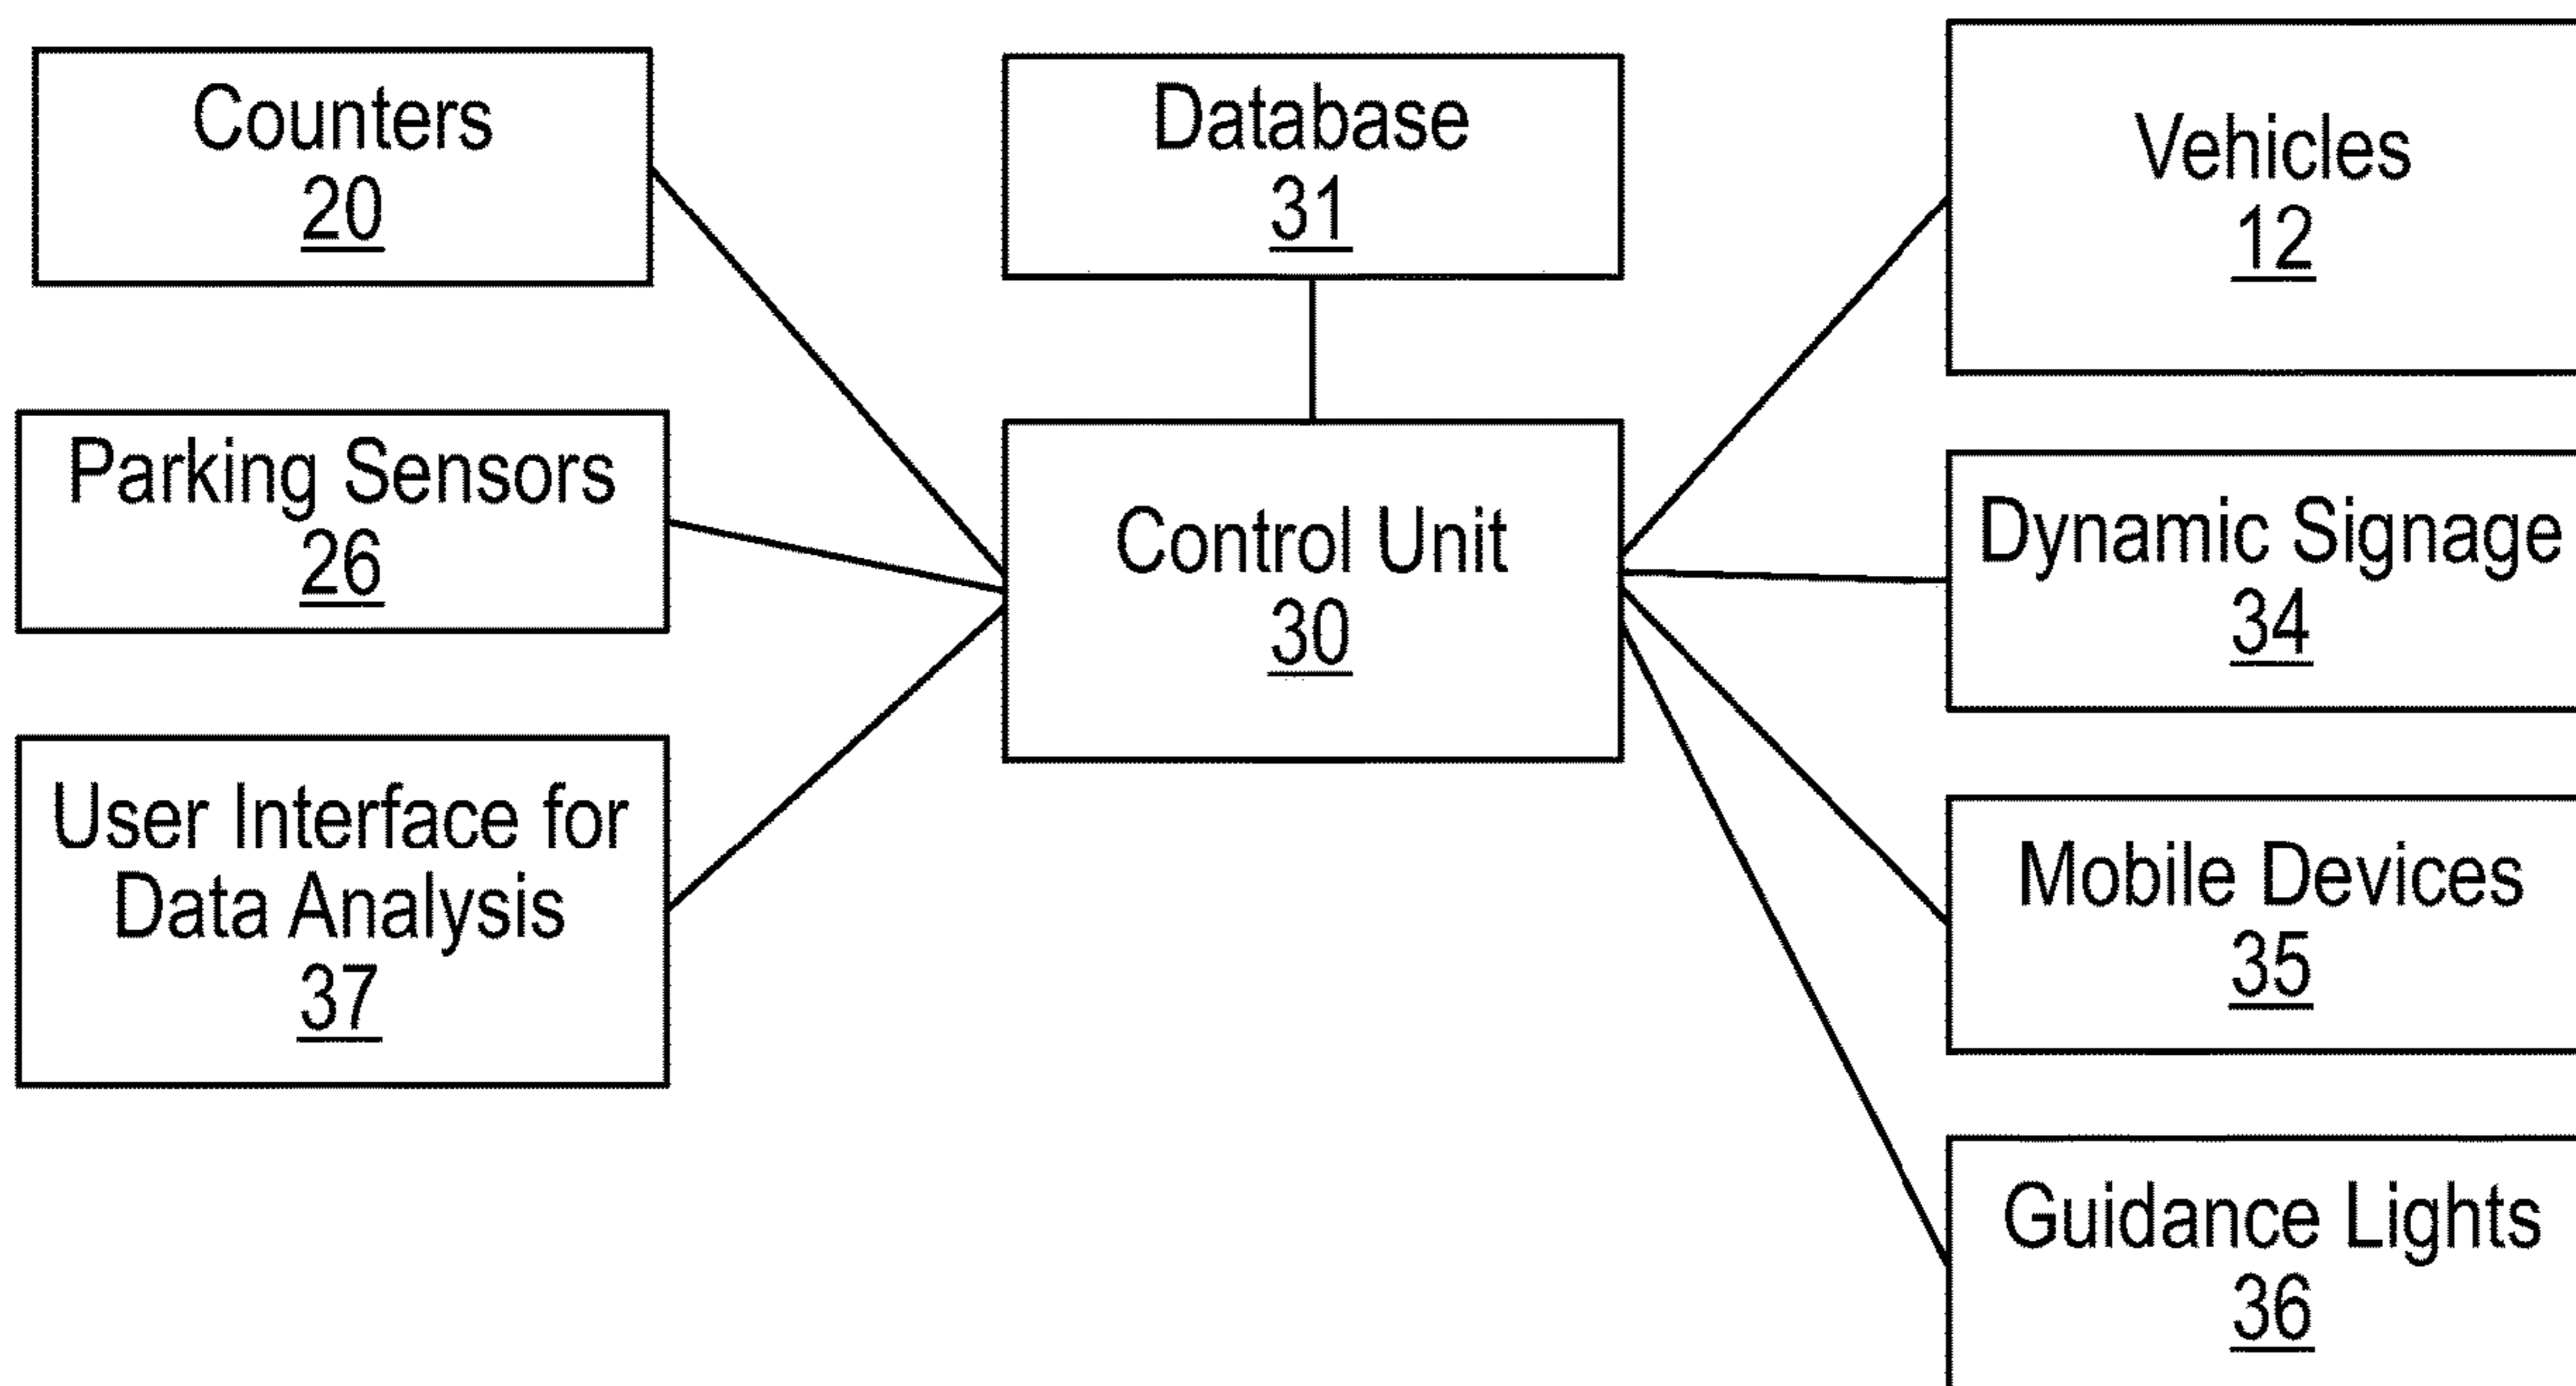 Counters
20
Parking Sensors
26
User Interface for
Data Analysis
37
Database
31
Control Unit
30
Vehicles
12
Dynamic Signage
34
Mobile Devices
35
Guidance Lights
36